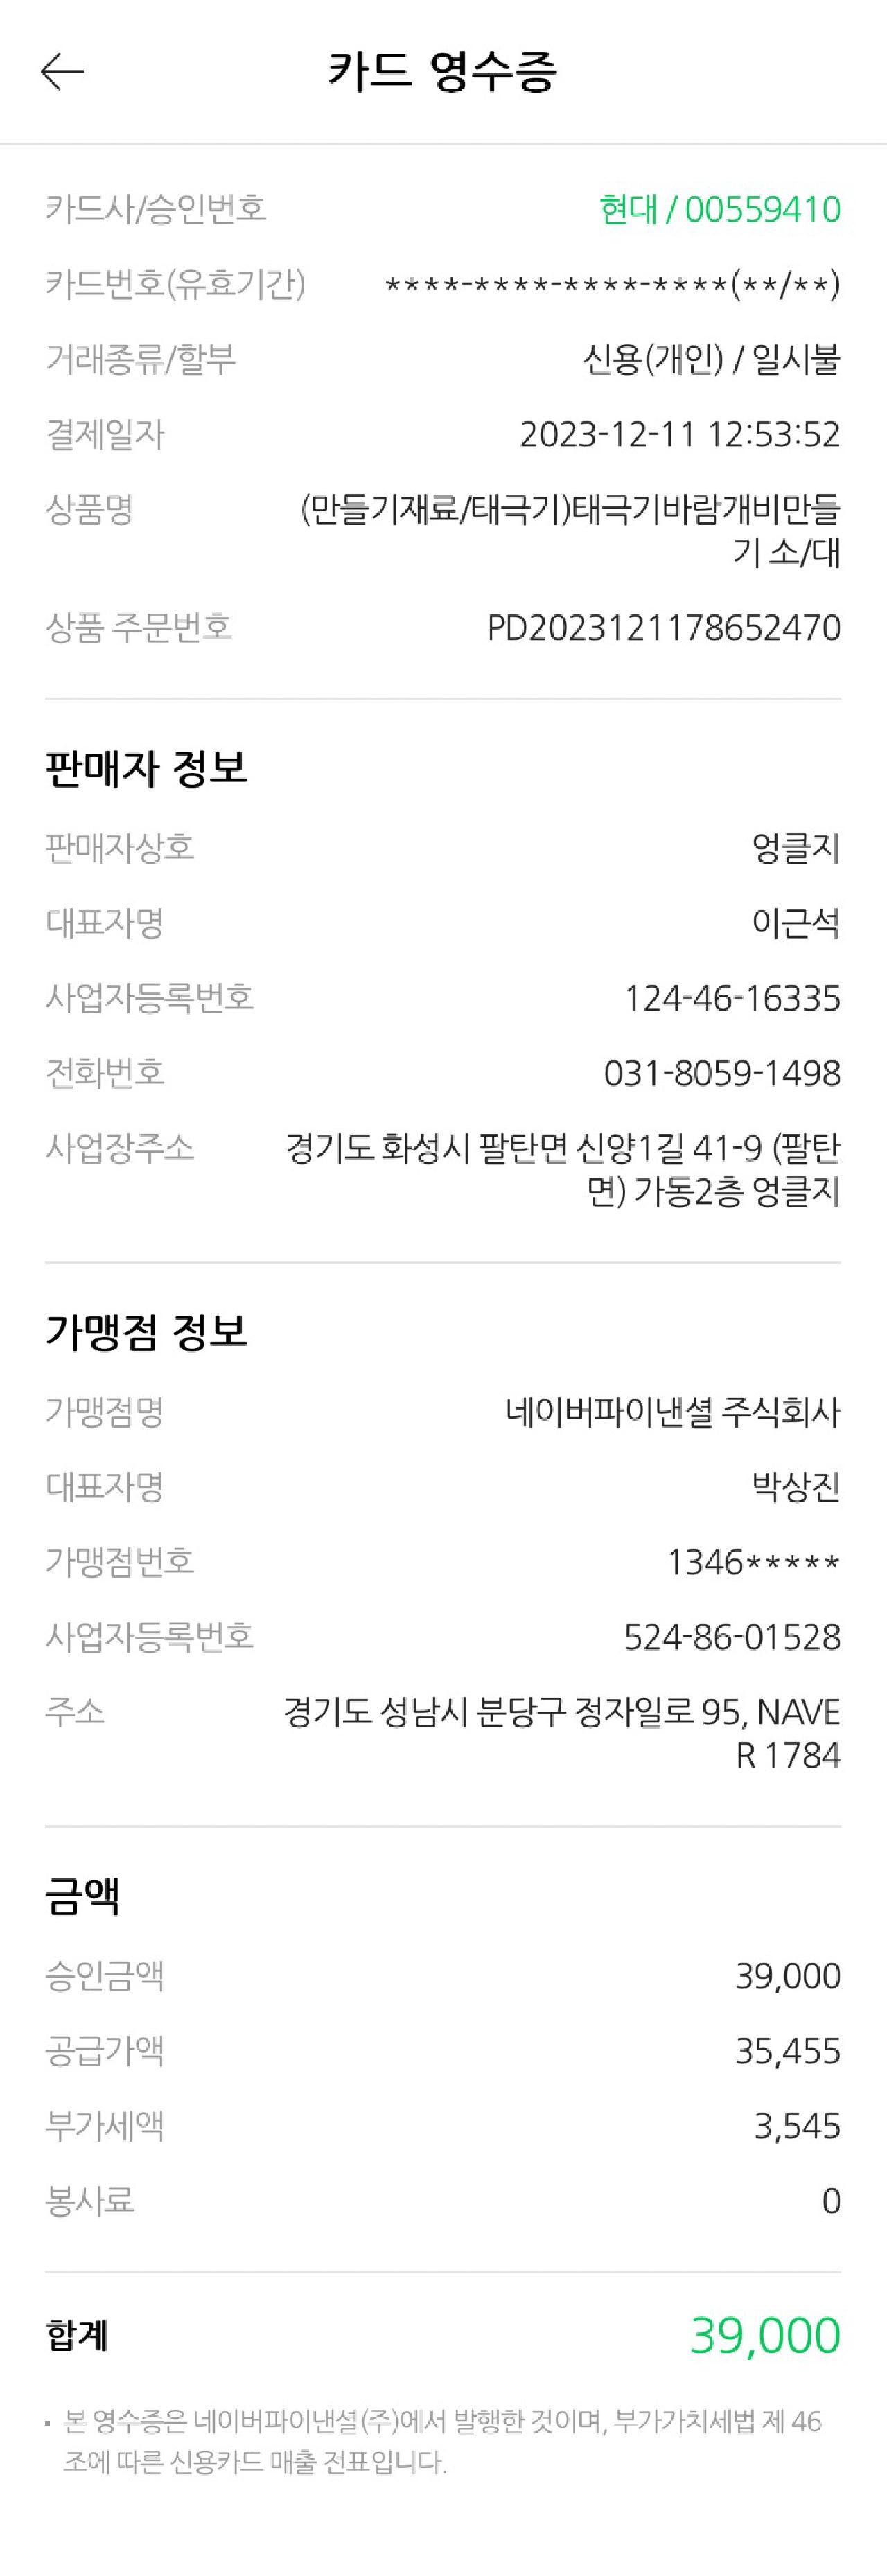 카드 영수증
카드사/승인번호 현대 / 00559410
카드번호(유효기간) ****-****-****-****(**/**)
거래종류/할부 신용(개인) / 일시불
결제일자 2023-12-11 12:53:52
상품명 (만들기재료/태극기)태극기바람개비만들
기 소/대
상품 주문번호 PD2023121178652470
판매자 정보
판매자상호 엉클지
대표자명 이근석
사업자등록번호 124-46-16335
전화번호 031-8059-1498
사업장주소 경기도 화성시 팔탄면 신양1길 41-9 (팔탄
면) 가동2층 엉클지
가맹점 정보
가맹점명 네이버파이낸셜 주식회사
대표자명 박상진
가맹점번호 1346*****
사업자등록번호 524-86-01528
주소 경기도 성남시 분당구 정자일로 95, NAVE
R 1784
금액
승인금액 39,000
공급가액 35,455
부가세액 3,545
봉사료 0
합계 39,000
▪ 본 영수증은 네이버파이낸셜(주)에서 발행한 것이며, 부가가치세법 제 46
조에 따른 신용카드 매출 전표입니다.